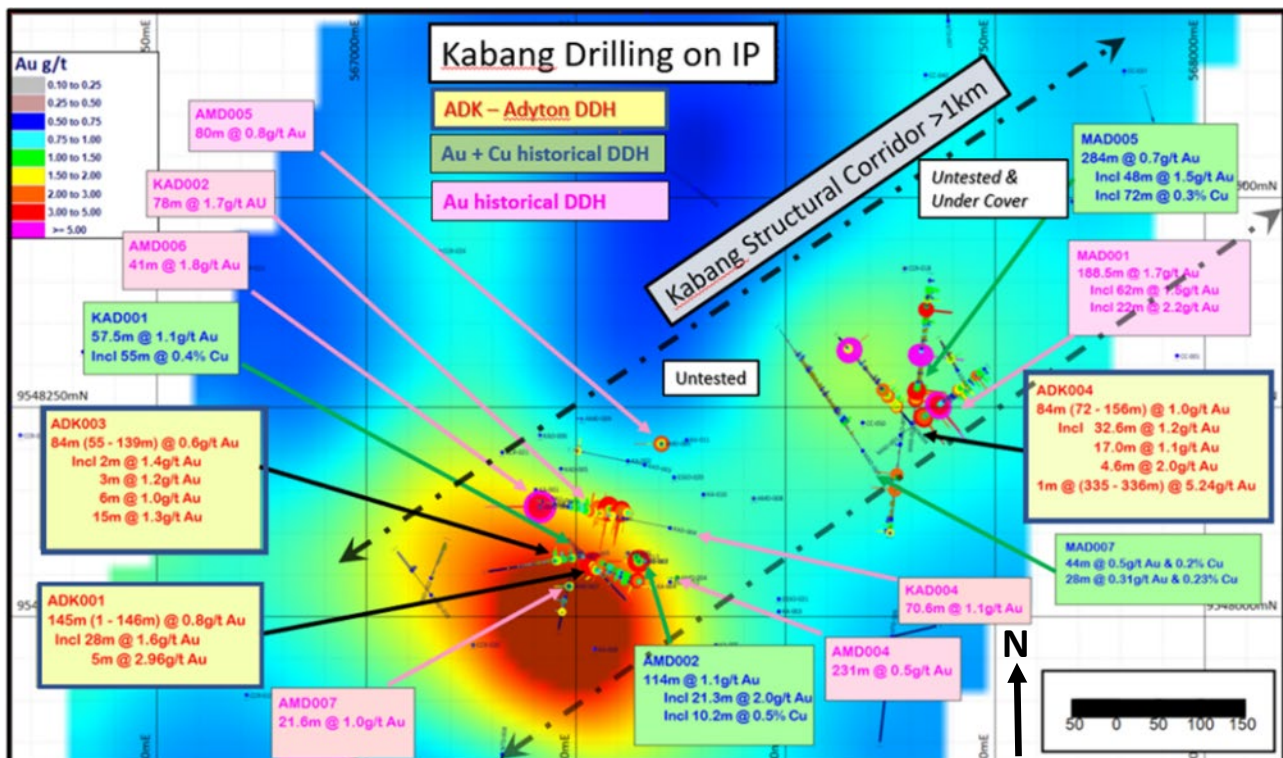 Au g/t
0.10 to 0.25
0.25 to 0.50
0.50 to 0.75
0.75 to 1.00
1.00 to 1.50
1.50 to 2.00
2.00 to 3.00
3.00 to 5.00
>= 5.00
567000mE
568000mE
Kabang Drilling on IP
ADK – Adyton DDH
Au + Cu historical DDH
Au historical DDH
Kabang Structural Corridor >1km
Untested &
Under Cover
Untested
AMD005
80m @ 0.8g/t Au
KAD002
78m @ 1.7g/t AU
AMD006
41m @ 1.8g/t Au
KAD001
57.5m @ 1.1g/t Au
Incl 55m @ 0.4% Cu
9548250mN
ADK003
84m (55 - 139m) @ 0.6g/t Au
Incl 2m @ 1.4g/t Au
3m @ 1.2g/t Au
6m @ 1.0g/t Au
15m @ 1.3g/t Au
ADK001
145m (1 - 146m) @ 0.8g/t Au
Incl 28m @ 1.6g/t Au
5m @ 2.96g/t Au
AMD007
21.6m @ 1.0g/t Au
AMD002
114m @ 1.1g/t Au
Incl 21.3m @ 2.0g/t Au
Incl 10.2m @ 0.5% Cu
AMD004
231m @ 0.5g/t Au
KAD004
70.6m @ 1.1g/t Au
MAD005
284m @ 0.7g/t Au
Incl 48m @ 1.5g/t Au
Incl 72m @ 0.3% Cu
MAD001
188.5m @ 1.7g/t Au
Incl 62m @ 1.5g/t Au
Incl 22m @ 2.2g/t Au
ADK004
84m (72 - 156m) @ 1.0g/t Au
Incl 32.6m @ 1.2g/t Au
17.0m @ 1.1g/t Au
4.6m @ 2.0g/t Au
1m @ (335 - 336m) @ 5.24g/t Au
MAD007
44m @ 0.5g/t Au & 0.2% Cu
28m @ 0.31g/t Au & 0.23% Cu
9548000mN
N
50 0 50 100 150